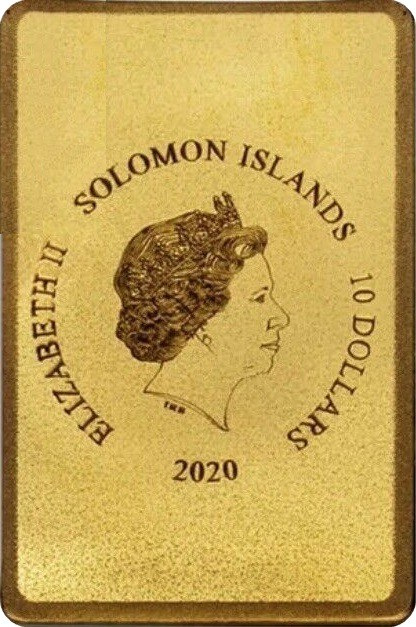 ELIZABETH II
SOLOMON ISLANDS
10 DOLLARS
IRB
2020